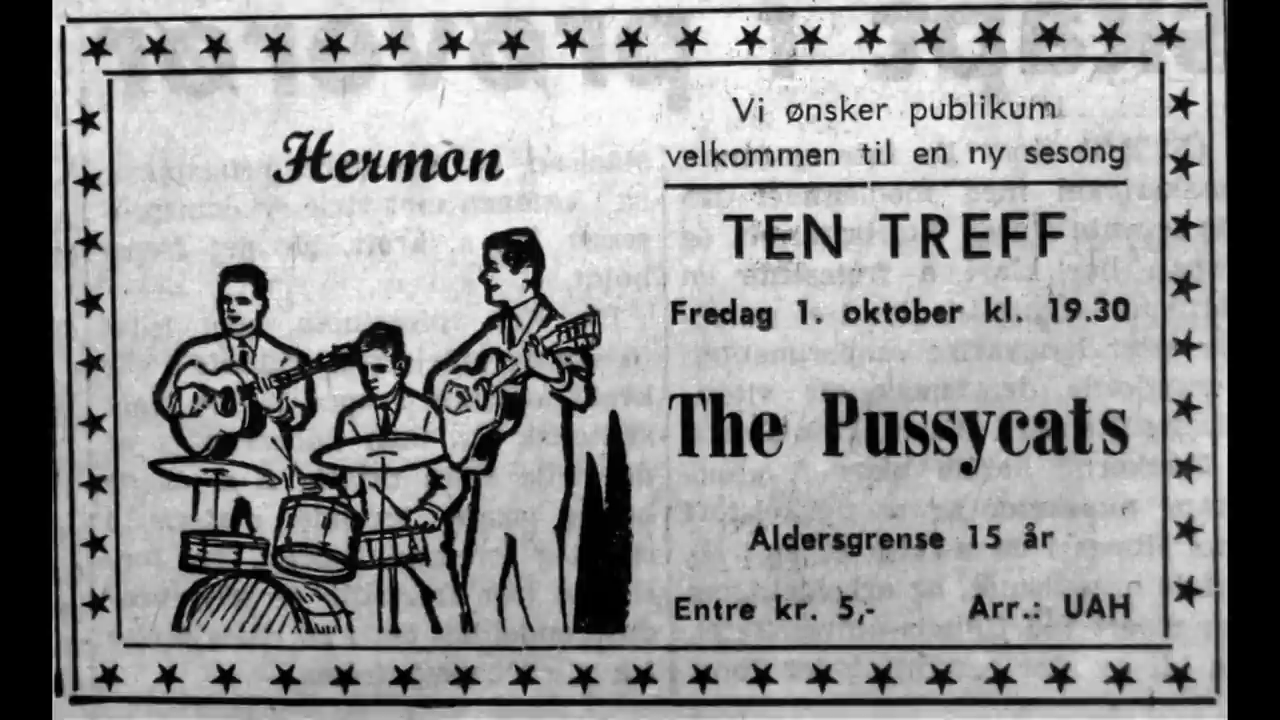 Hermon
Vi ønsker publikum
velkommen til en ny sesong
TEN TREFF
Fredag 1. oktober kl. 19.30
The Pussycats
Aldersgrense 15 år
Entre kr. 5,- Arr.: UAH